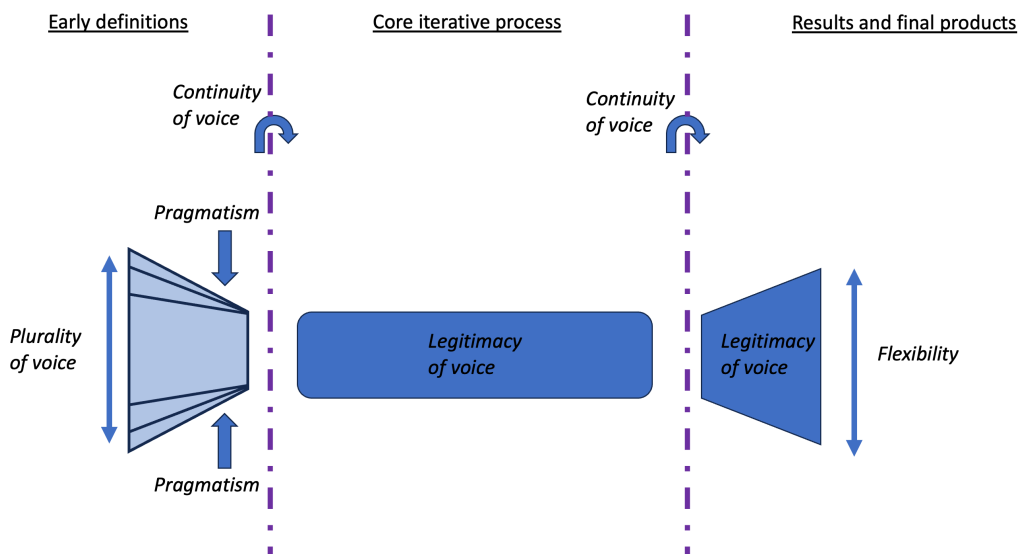 Early definitions
Core iterative process
Results and final products
Continuity
of voice
Continuity
of voice
Pragmatism
Plurality
of voice
Legitimacy
of voice
Legitimacy
of voice
Flexibility
Pragmatism